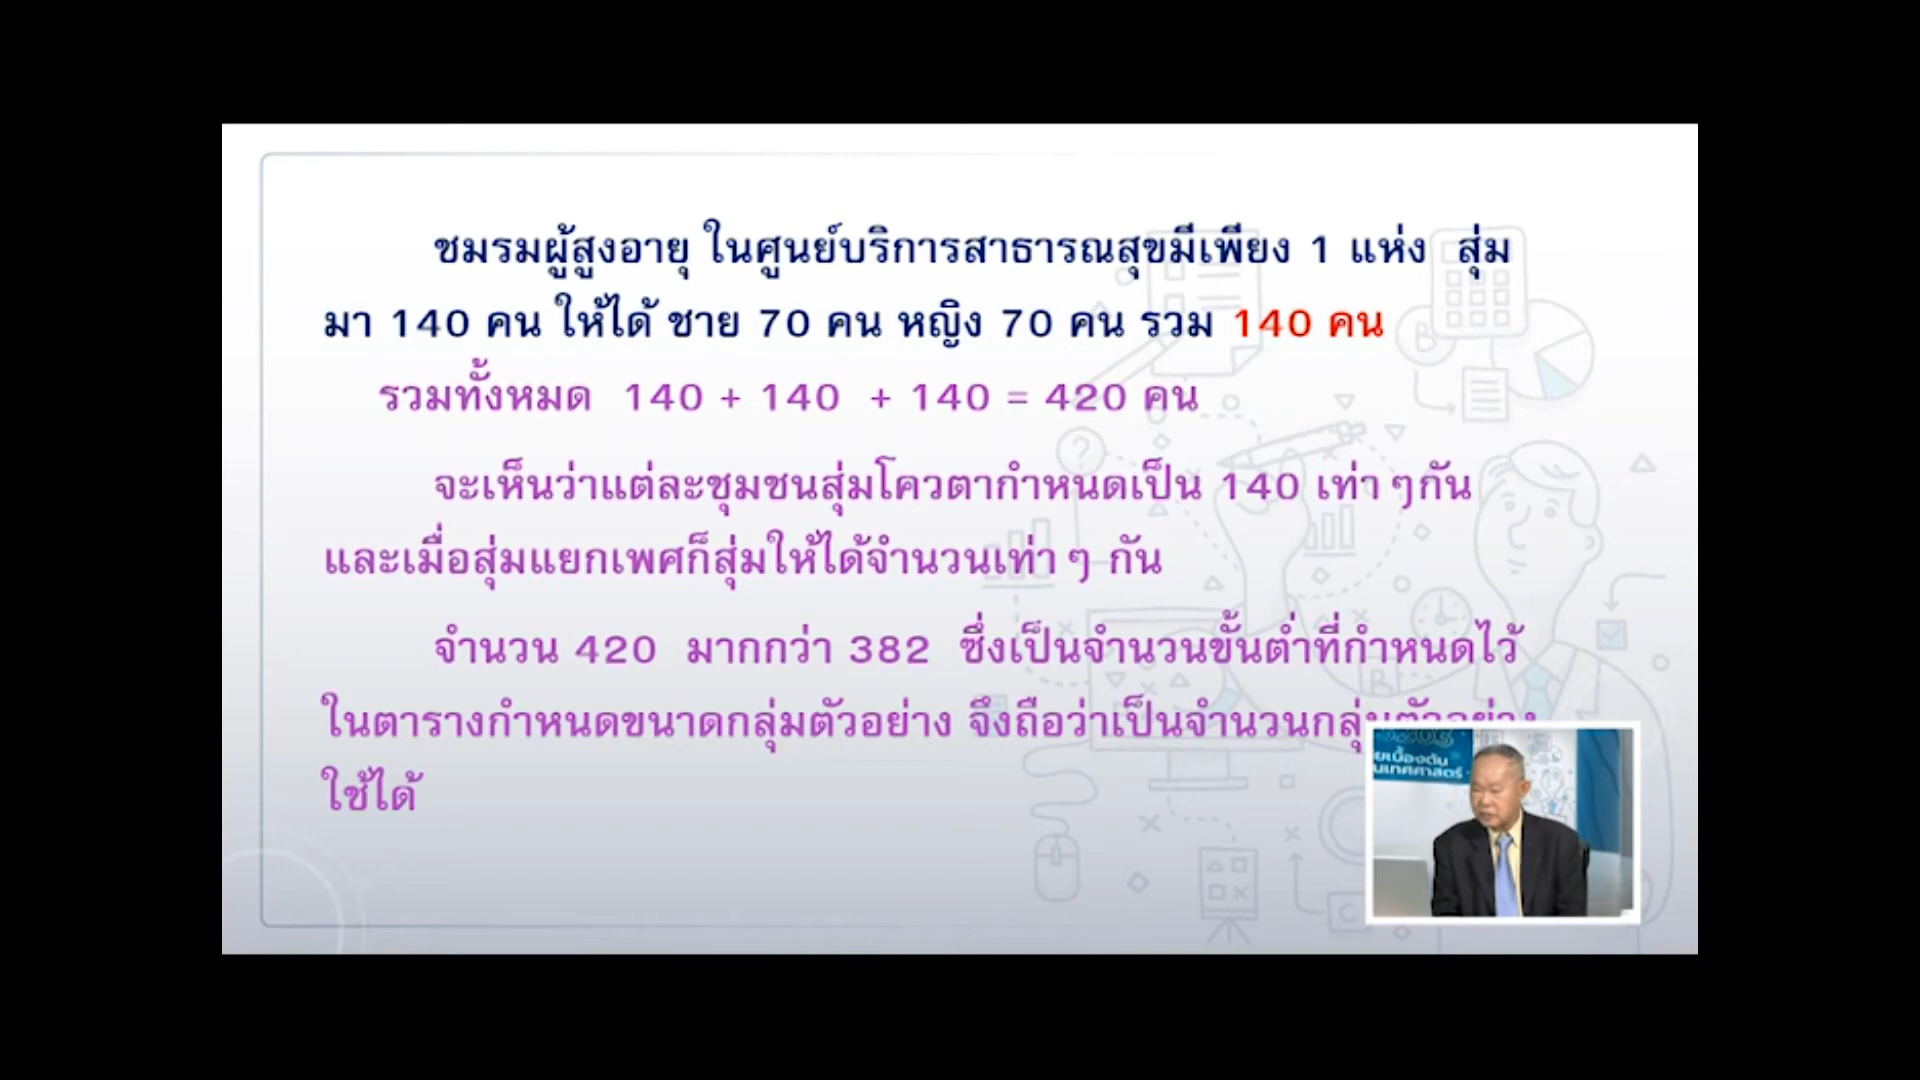 ชมรมผู้สูงอายุ ในศูนย์บริการสาธารณสุขมีเพียง 1 แห่ง สุ่ม
มา 140 คน ให้ได้ ชาย 70 คน หญิง 70 คน รวม 140 คน
รวมทั้งหมด 140 + 140 + 140 = 420 คน
จะเห็นว่าแต่ละชุมชนสุ่มโควตากำหนดเป็น 140 เท่าๆกัน
และเมื่อสุ่มแยกเพศก็สุ่มให้ได้จำนวนเท่าๆ กัน
จำนวน 420 มากกว่า 382 ซึ่งเป็นจำนวนขั้นต่ำที่กำหนดไว้
ในตารางกำหนดขนาดกลุ่มตัวอย่าง จึงถือว่าเป็นจำนวนกลุ่มตัวอย่าง
ใช้ได้